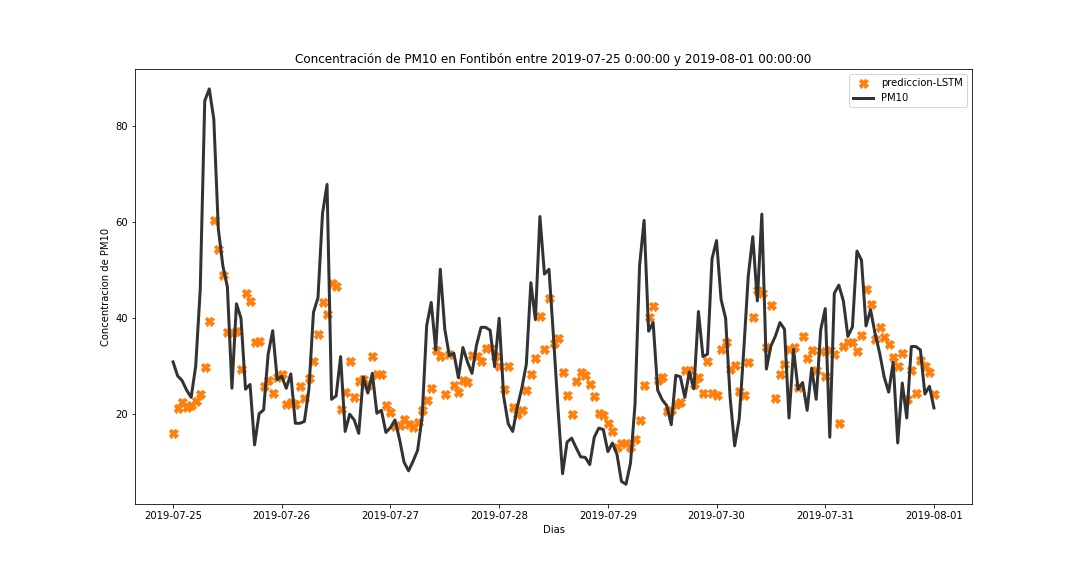 Concentración de PM10 en Fontibón entre 2019-07-25 0:00:00 y 2019-08-01 00:00:00
prediccion-LSTM
PM10
Concentracion de PM10
80
60
40
20
2019-07-25 2019-07-26 2019-07-27 2019-07-28 2019-07-29 2019-07-30 2019-07-31 2019-08-01
Dias